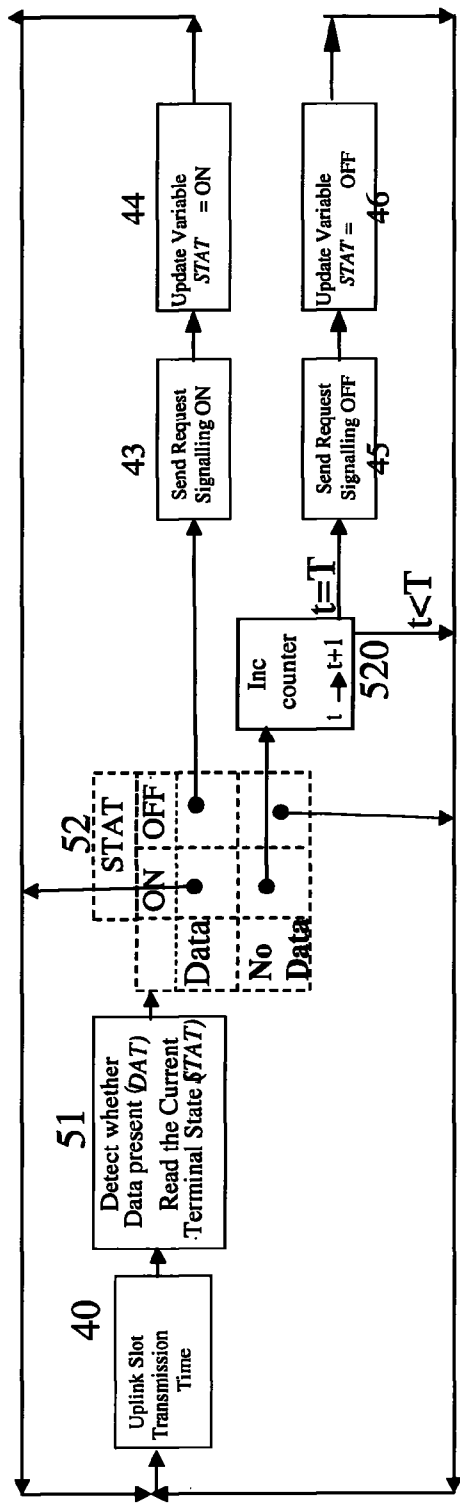 40
Uplink Slot
Transmission
Time
51
Detect whether
Data present (DAT)
Read the Current
Terminal State (STAT)
52
STAT
ON
OFF
Data
No
Data
Inc
counter
t → t+1
520
t=T
t<T
43
Send Request
Signalling ON
44
Update Variable
STAT = ON
Send Request
Signalling OFF
45
Update Variable
STAT = OFF
46